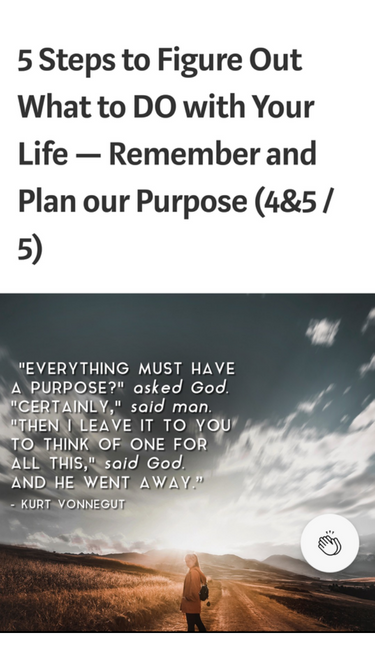 5 Steps to Figure Out
What to DO with Your
Life — Remember and
Plan our Purpose (4&5 /
5)
"EVERYTHING MUST HAVE
A PURPOSE?" asked God.
"CERTAINLY," said man.
"THEN I LEAVE IT TO YOU
TO THINK OF ONE FOR
ALL THIS," said God.
AND HE WENT AWAY."
- KURT VONNEGUT